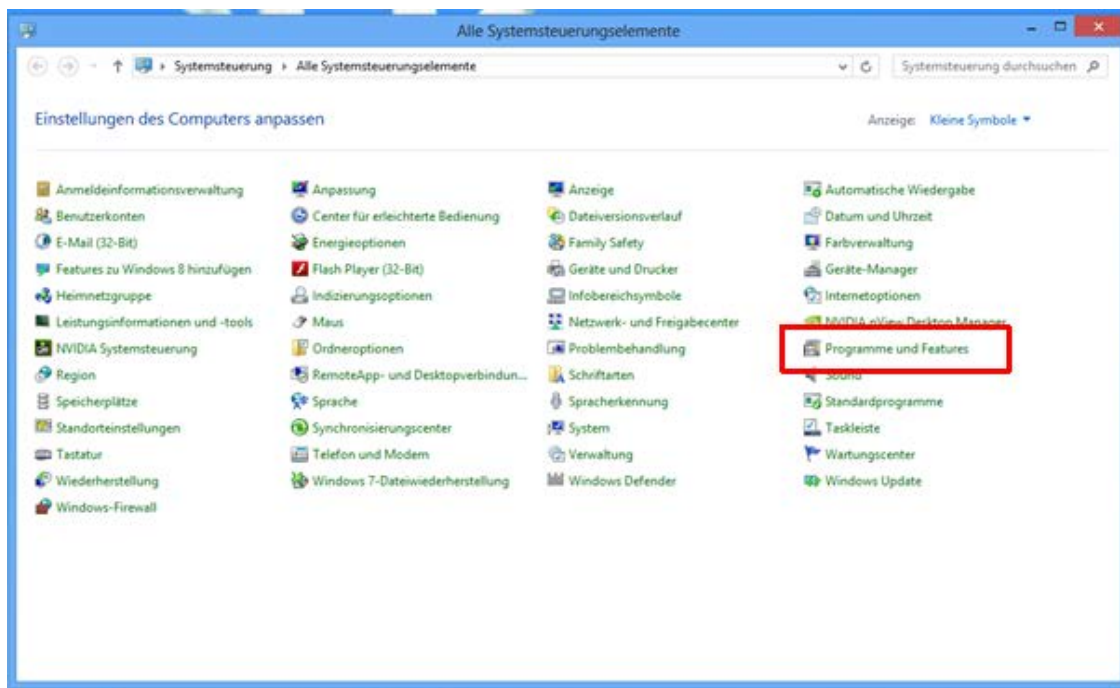 Alle Systemsteuerungselemente
Systemsteuerung Alle Systemsteuerungselemente Systemsteuerung durchsuchen
Einstellungen des Computers anpassen Anzeige: Kleine Symbole
Anmeldeinformationsverwaltung Anpassung Anzeige Automatische Wiedergabe
Benutzerkonten Center für erleichterte Bedienung Dateiversionsverlauf Datum und Uhrzeit
E-Mail (32-Bit) Energieoptionen Family Safety Farbverwaltung
Features zu Windows 8 hinzufügen Flash Player (32-Bit) Geräte und Drucker Geräte-Manager
Heimnetzgruppe Indizierungsoptionen Infobereichsymbole Internetoptionen
Leistungsinformationen und -tools Maus Netzwerk- und Freigabecenter NVIDIA nView Desktop Manager
NVIDIA Systemsteuerung Ordneroptionen Problembehandlung Programme und Features
Region RemoteApp- und Desktopverbindun... Schriftarten Sound
Speicherplätze Sprache Spracherkennung Standardprogramme
Standorteinstellungen Synchronisierungscenter System Taskleiste
Tastatur Telefon und Modem Verwaltung Wartungscenter
Wiederherstellung Windows 7-Dateiwiederherstellung Windows Defender Windows Update
Windows-Firewall